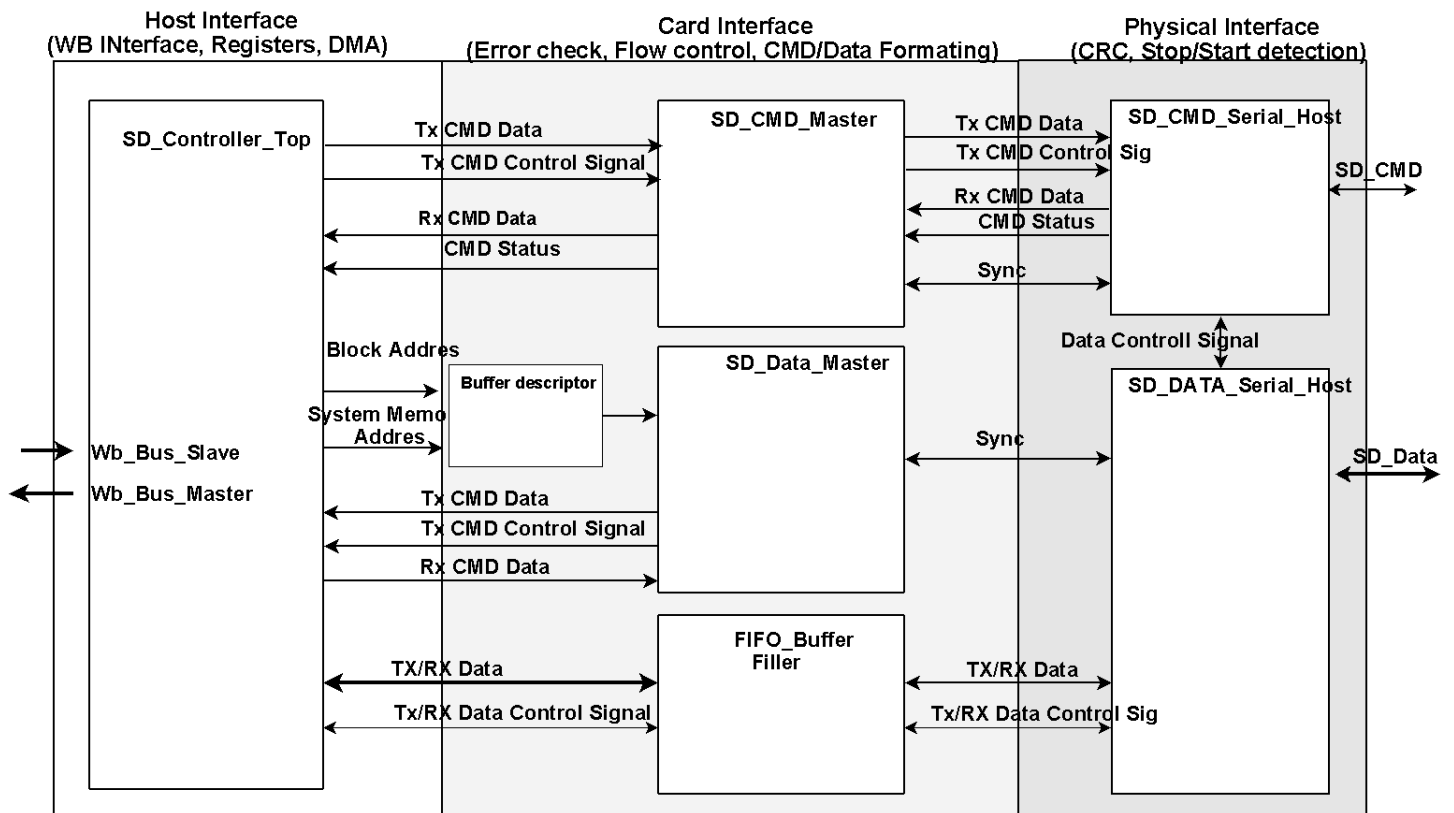 Host Interface
(WB INterface, Registers, DMA)
Card Interface
(Error check, Flow control, CMD/Data Formating)
Physical Interface
(CRC, Stop/Start detection)
SD_Controller_Top
Tx CMD Data
Tx CMD Control Signal
Rx CMD Data
CMD Status
SD_CMD_Master
Tx CMD Data
Tx CMD Control Sig
Rx CMD Data
CMD Status
Sync
SD_CMD_Serial_Host
SD_CMD
Data Controll Signal
Block Addres
System Memo
Addres
Buffer descriptor
SD_Data_Master
Sync
SD_DATA_Serial_Host
SD_Data
Wb_Bus_Slave
Wb_Bus_Master
Tx CMD Data
Tx CMD Control Signal
Rx CMD Data
FIFO_Buffer
Filler
TX/RX Data
Tx/RX Data Control Signal
TX/RX Data
Tx/RX Data Control Sig